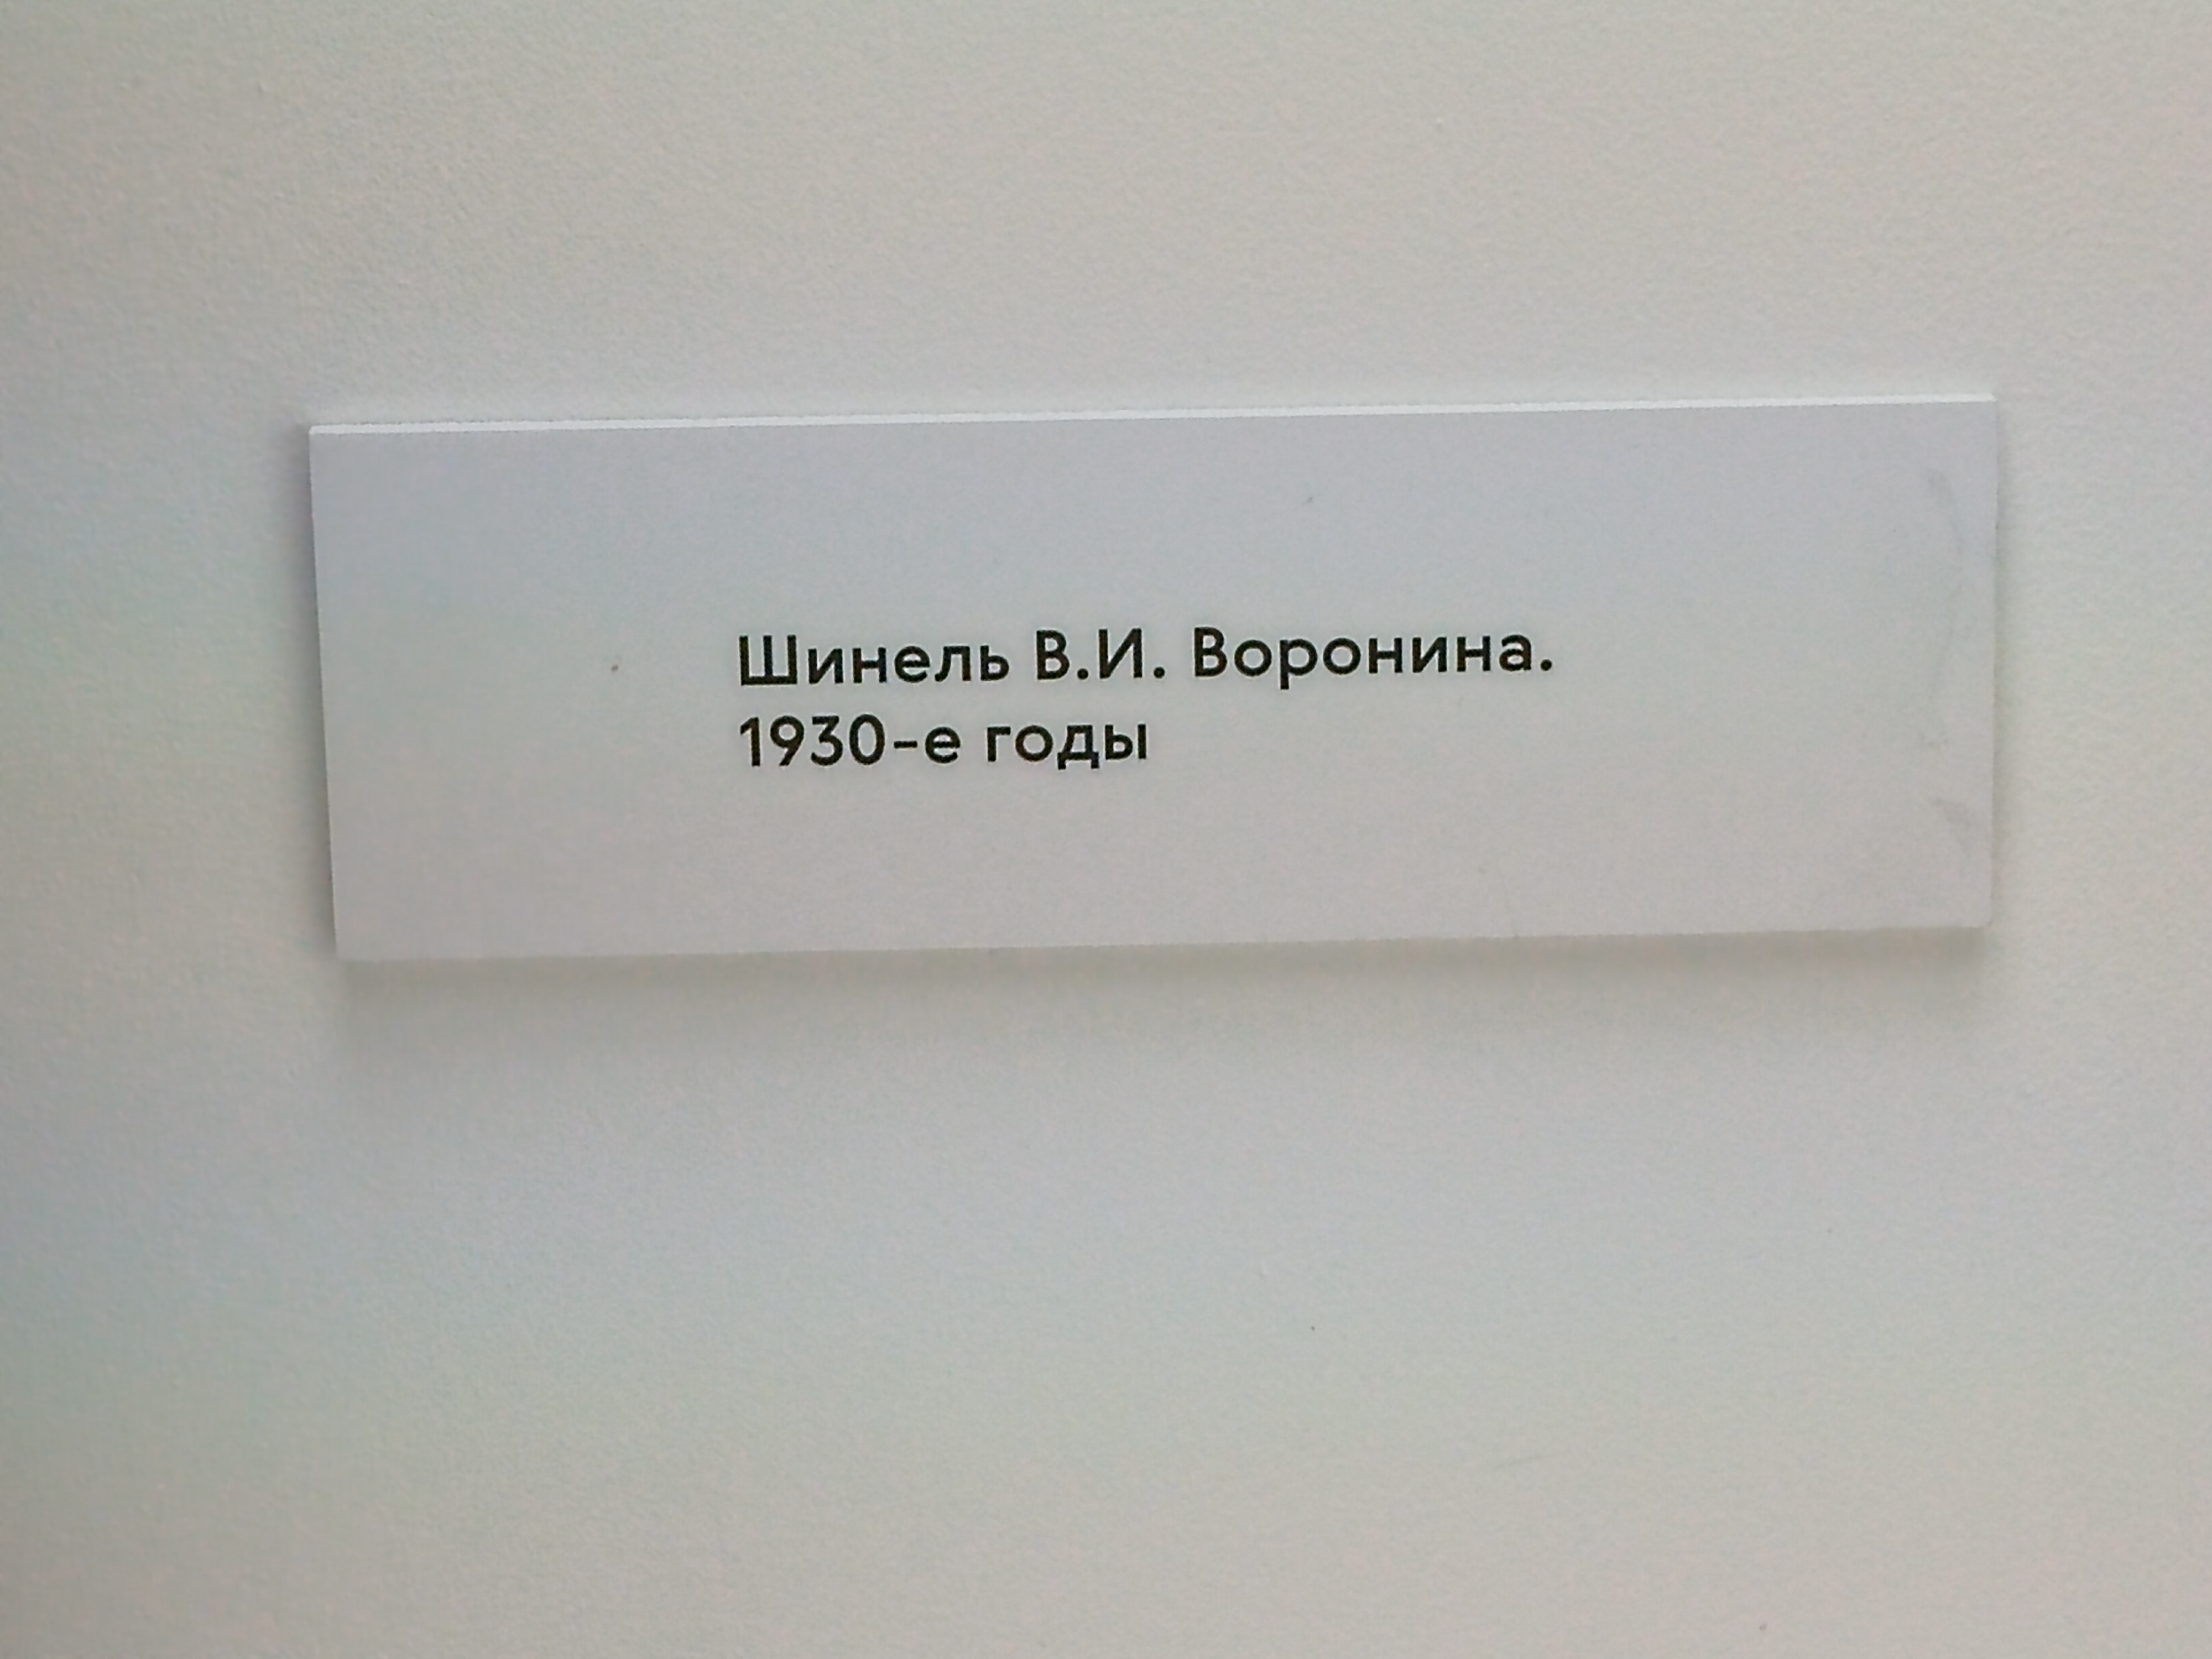 Шинель В.И. Воронина.
1930-е годы